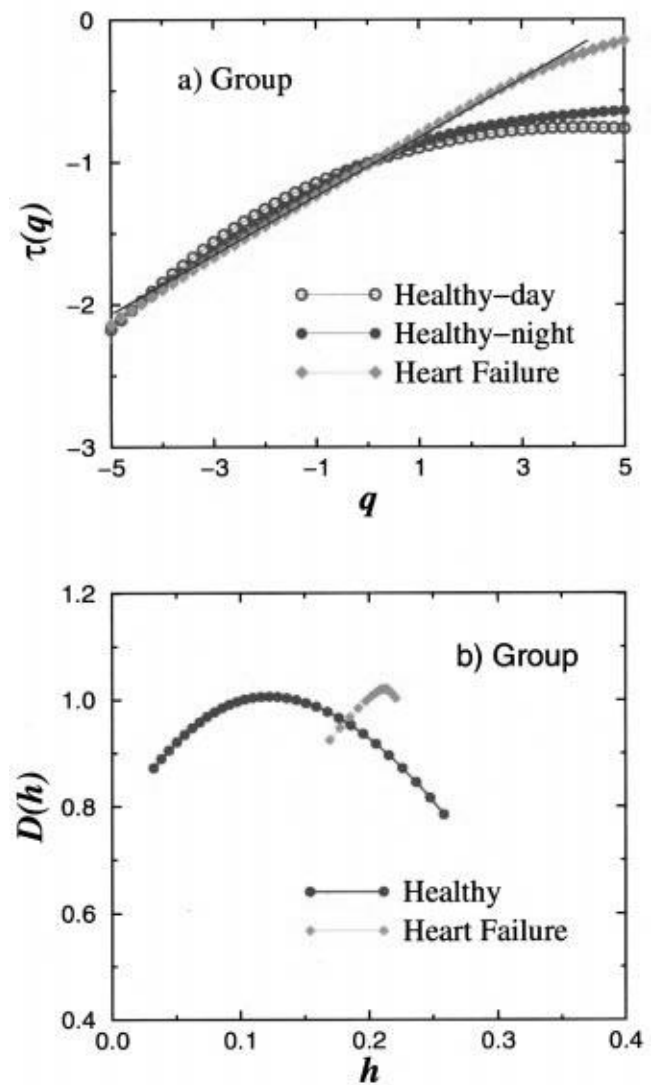 0
a) Group
−1
τ(q)
Healthy−day
−2
Healthy−night
Heart Failure
−3
−5 −3 −1 1 3 5
q
1.2
b) Group
1.0
D(h)
0.8
Healthy
0.6
Heart Failure
0.4
0.0 0.1 0.2 0.3 0.4
h